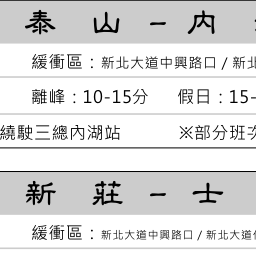 泰山－內
緩衝區：新北大道中興路口 / 新北
離峰：10-15分 假日：15-
繞駛三總內湖站 ※部分班次
新莊－士
緩衝區：新北大道中興路口 / 新北大道